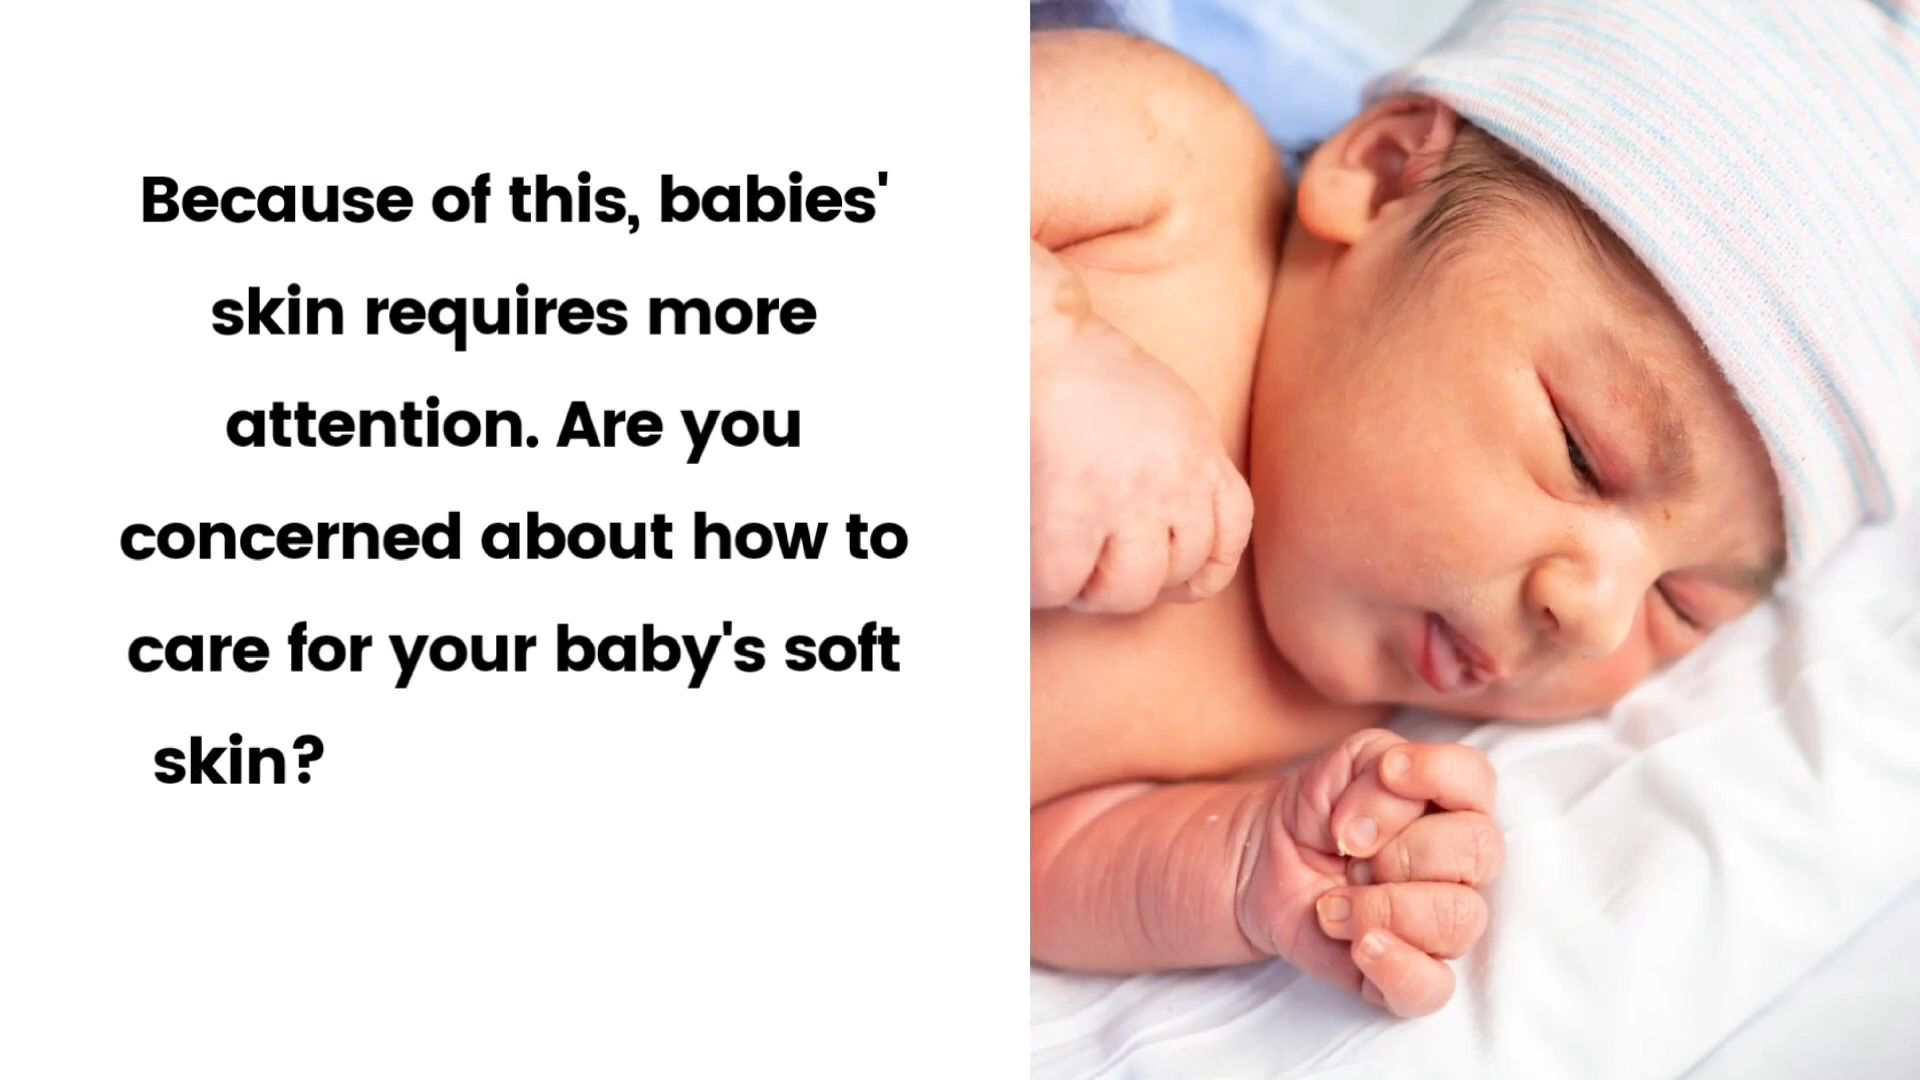 Because of this, babies'
skin requires more
attention. Are you
concerned about how to
care for your baby's soft
skin?